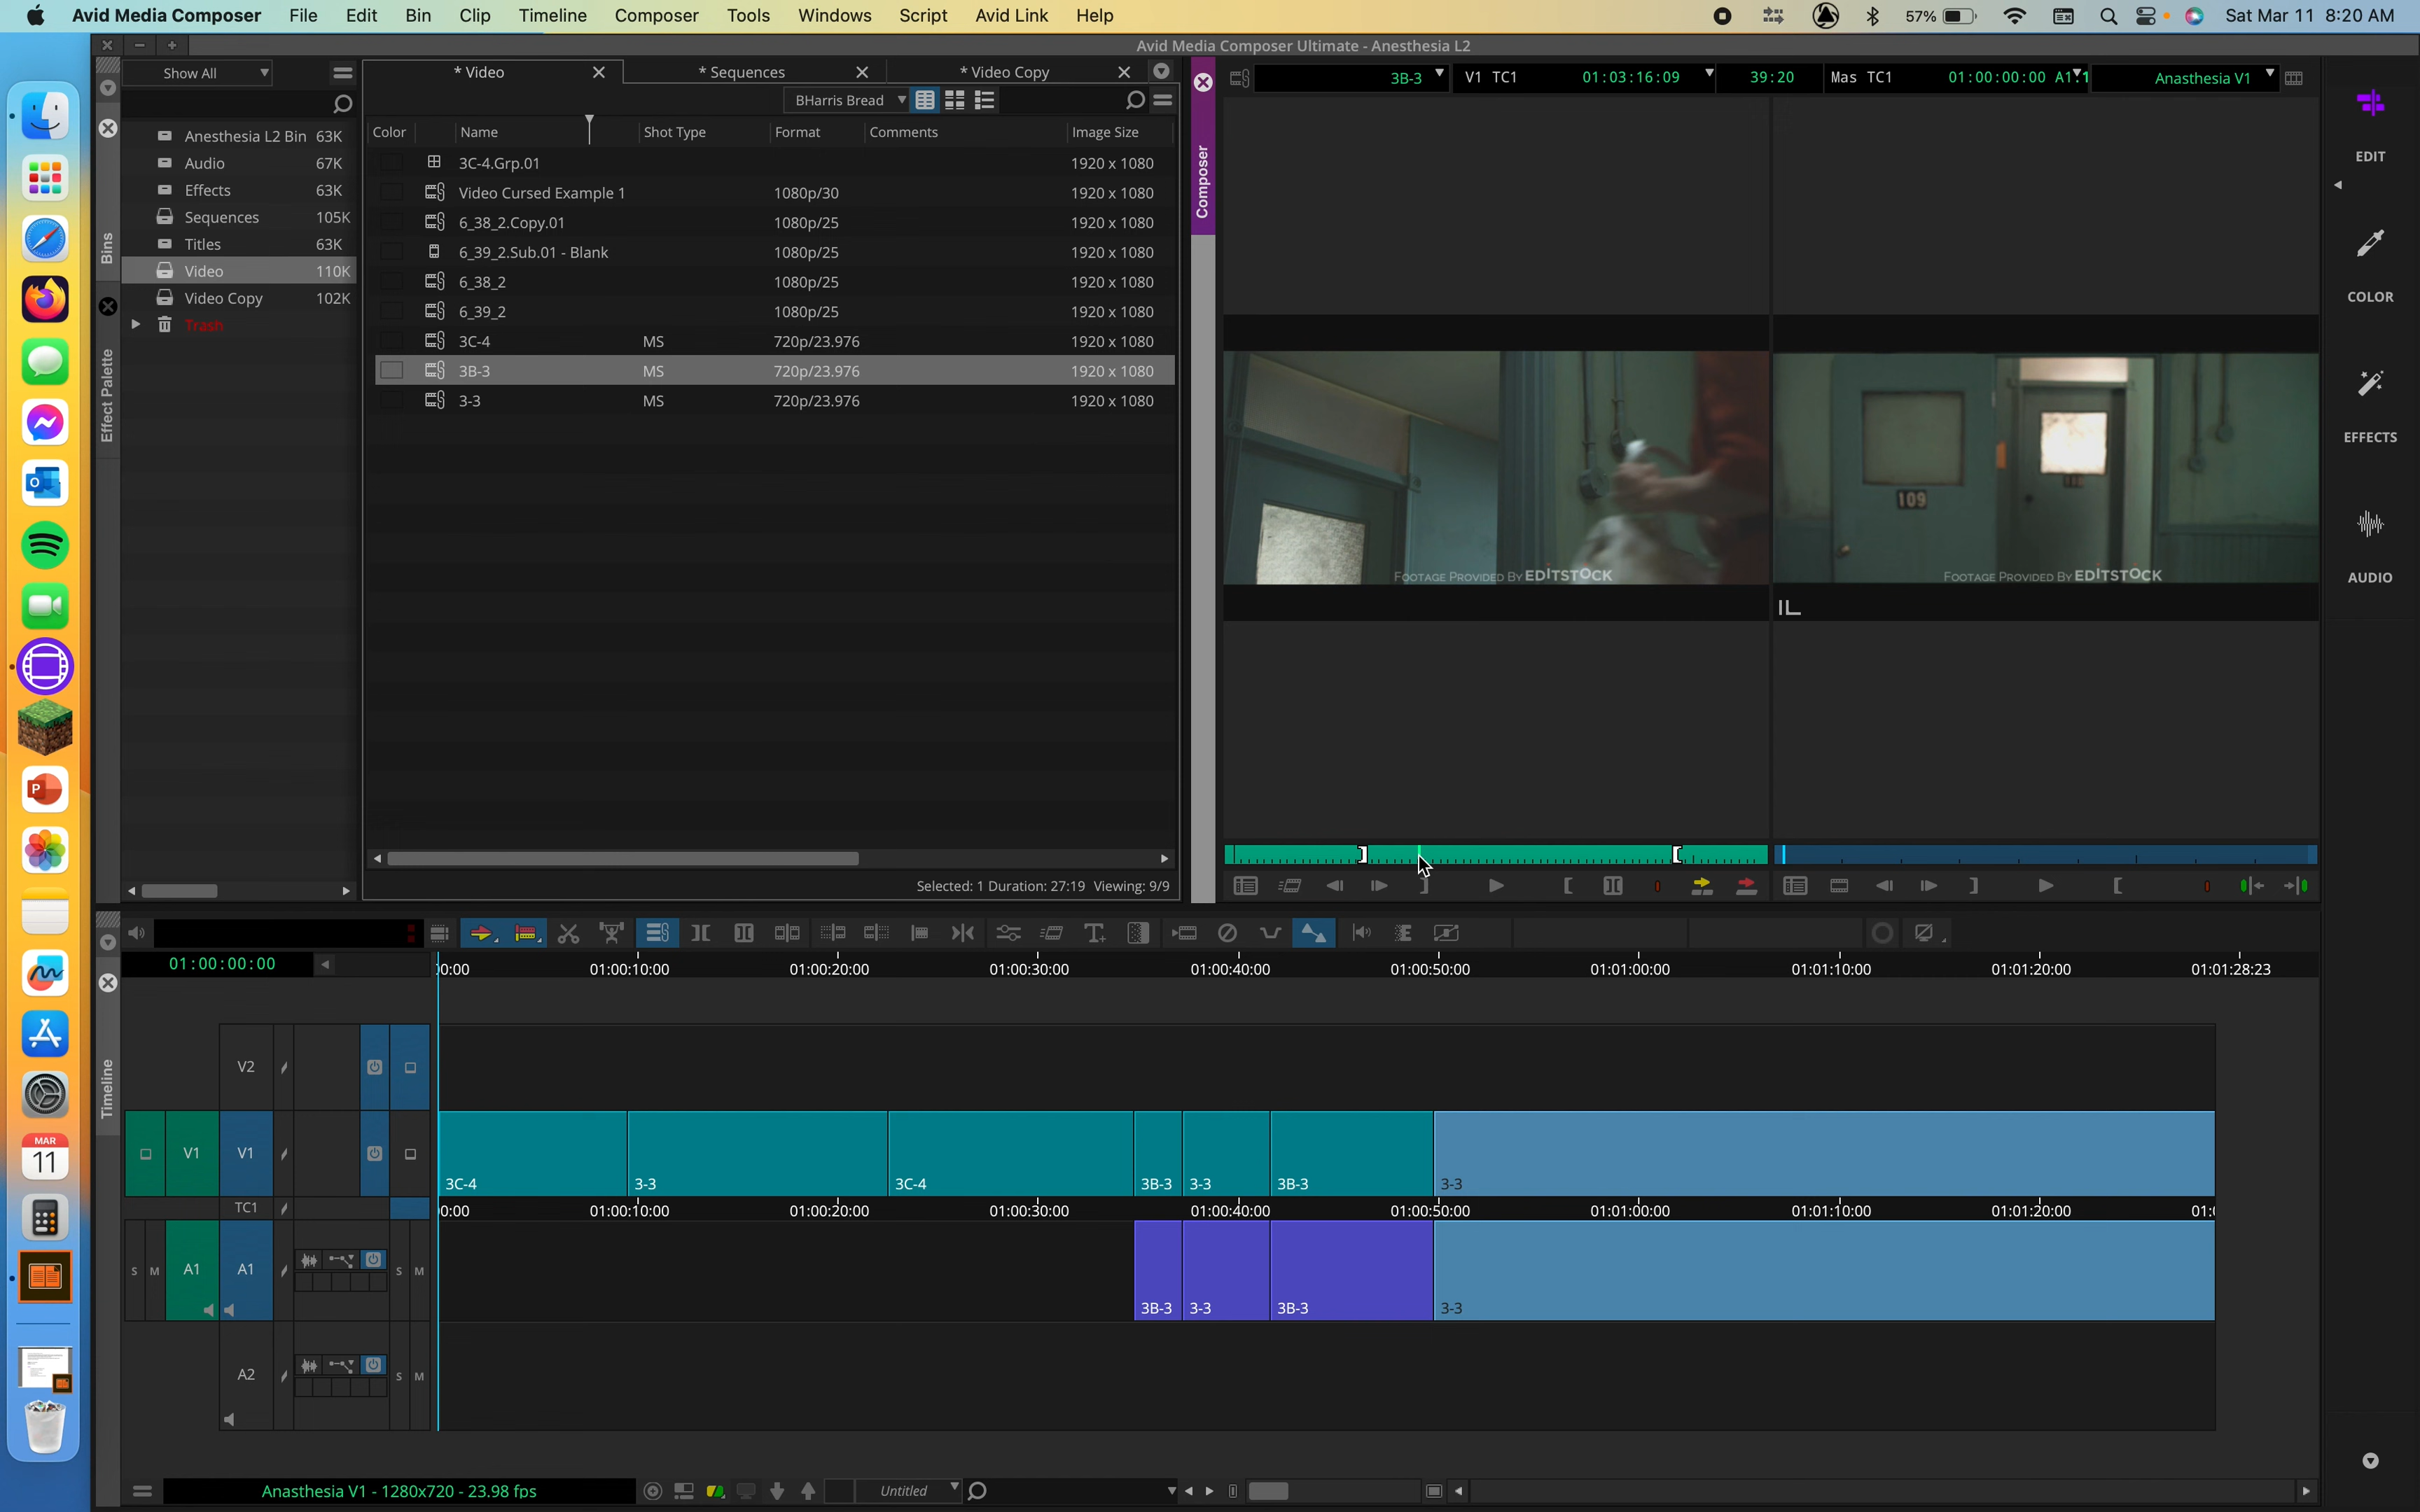 Avid Media Composer File Edit Bin Clip Timeline Composer Tools Windows Script Avid Link Help 57% Sat Mar 11 8:20 AM
Avid Media Composer Ultimate - Anesthesia L2
Show All
Anesthesia L2 Bin 63K
Audio 67K
Effects 63K
Sequences 105K
Titles 63K
Video 110K
Video Copy 102K
Trash
Bins
Effect Palette
* Video * Sequences * Video Copy
BHarris Bread
Color Name Shot Type Format Comments Image Size
3C-4.Grp.01 1920 x 1080
Video Cursed Example 1 1080p/30 1920 x 1080
6_38_2.Copy.01 1080p/25 1920 x 1080
6_39_2.Sub.01 - Blank 1080p/25 1920 x 1080
6_38_2 1080p/25 1920 x 1080
6_39_2 1080p/25 1920 x 1080
3C-4 MS 720p/23.976 1920 x 1080
3B-3 MS 720p/23.976 1920 x 1080
3-3 MS 720p/23.976 1920 x 1080
Selected: 1 Duration: 27:19 Viewing: 9/9
Composer
3B-3 V1 TC1 01:03:16:09 39:20 Mas TC1 01:00:00:00 A1 1 Anasthesia V1
109
FOOTAGE PROVIDED BY EDITSTOCK
FOOTAGE PROVIDED BY EDITSTOCK
EDIT
COLOR
EFFECTS
AUDIO
MAR
11
Timeline
01:00:00:00
0:00 01:00:10:00 01:00:20:00 01:00:30:00 01:00:40:00 01:00:50:00 01:01:00:00 01:01:10:00 01:01:20:00 01:01:28:23
V2
V1 V1
3C-4 3-3 3C-4 3B-3 3-3 3B-3 3-3
TC1
0:00 01:00:10:00 01:00:20:00 01:00:30:00 01:00:40:00 01:00:50:00 01:01:00:00 01:01:10:00 01:01:20:00 01:
S M A1 A1 S M
3B-3 3-3 3B-3 3-3
A2 S M
Anasthesia V1 - 1280x720 - 23.98 fps
Untitled